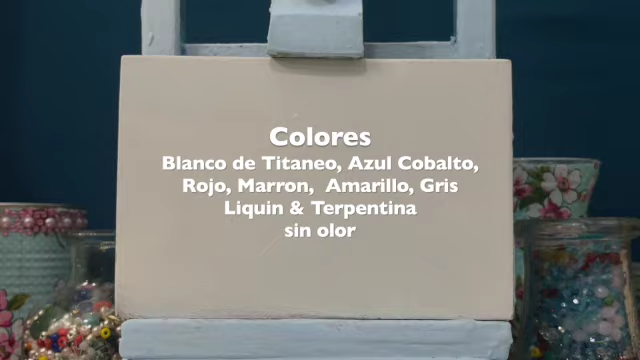 Colores
Blanco de Titaneo, Azul Cobalto,
Rojo, Marron, Amarillo, Gris
Liquin & Terpentina
sin olor